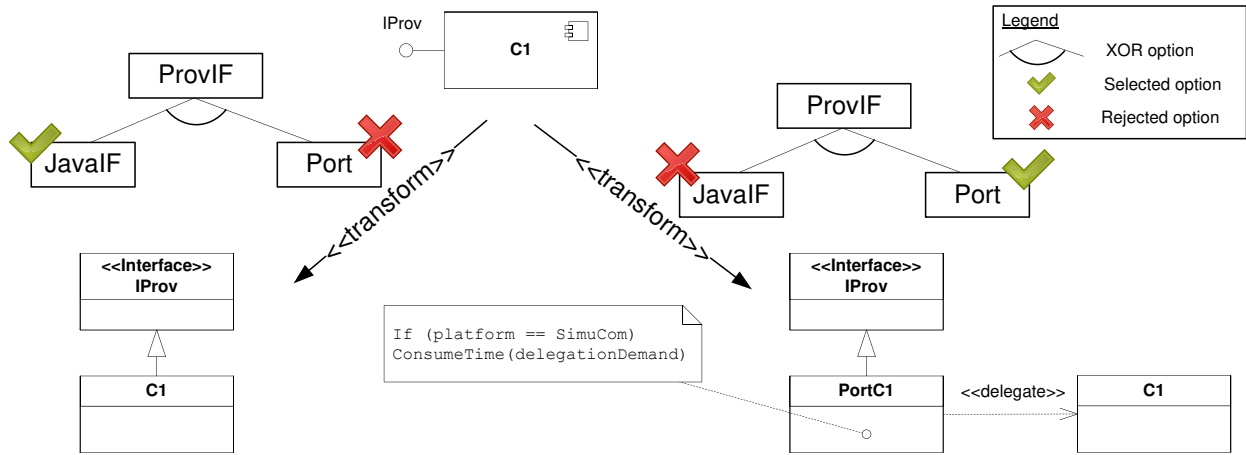 IProv
C1
Legend
XOR option
Selected option
Rejected option
ProvIF
JavaIF
Port
ProvIF
JavaIF
Port
<<transform>>
<<transform>>
<<Interface>>
IProv
C1
If (platform == SimuCom)
ConsumeTime(delegationDemand)
<<Interface>>
IProv
PortC1
<<delegate>>
C1